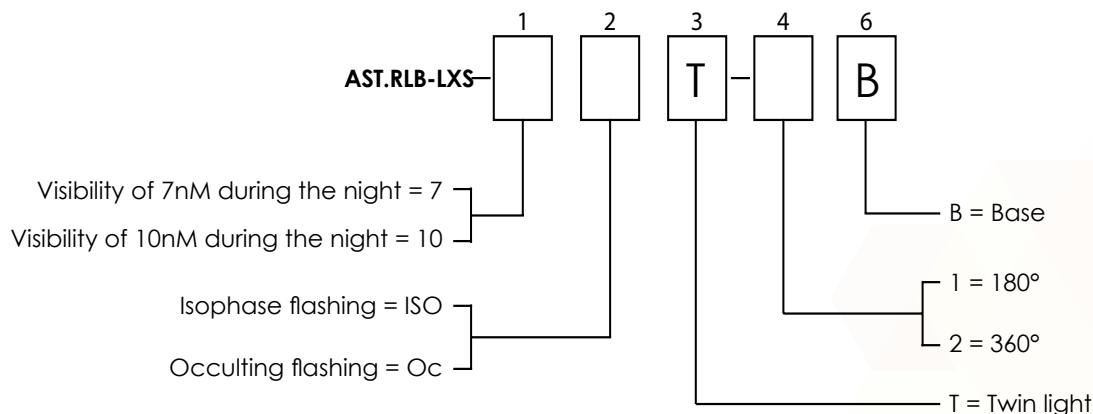 1 2 3 4 6
AST.RLB-LXS- T - B
Visibility of 7nM during the night = 7
Visibility of 10nM during the night = 10
B = Base
Isophase flashing = ISO
1 = 180°
Occulting flashing = Oc
2 = 360°
T = Twin light